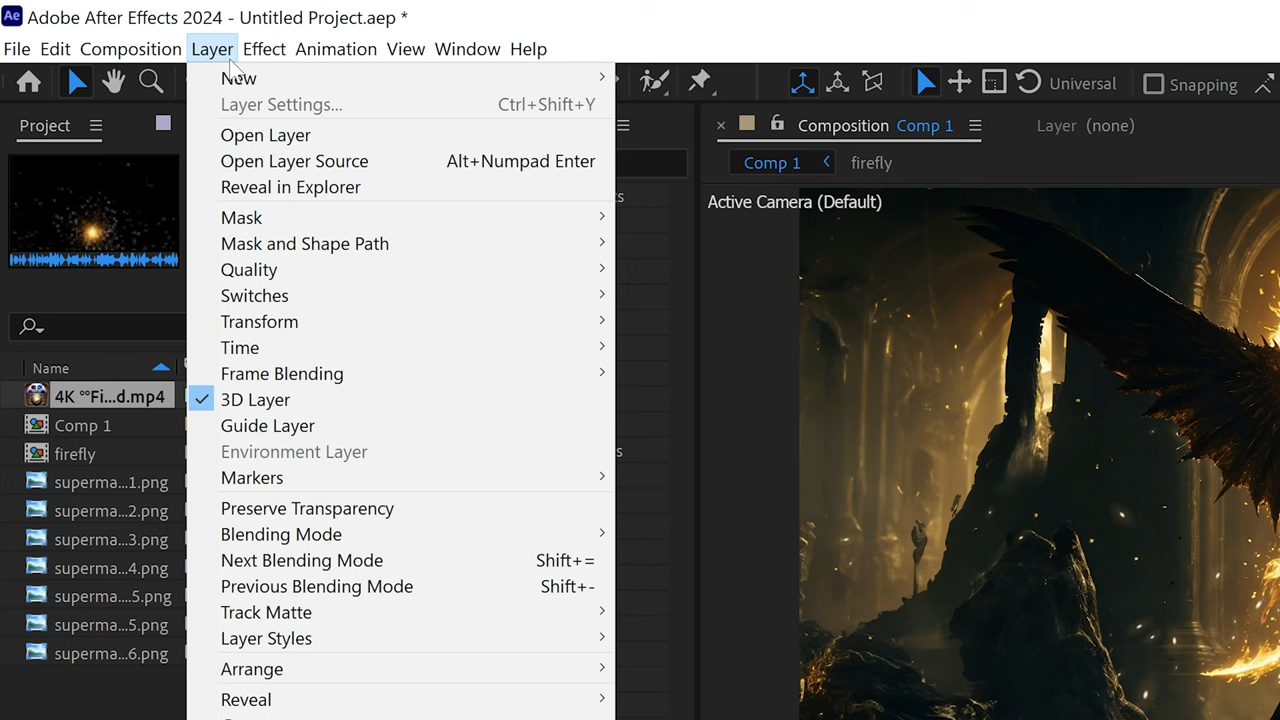 Ae Adobe After Effects 2024 - Untitled Project.aep *
File Edit Composition Layer Effect Animation View Window Help
Universal Snapping
Project
Composition Comp 1
Layer (none)
Comp 1 firefly
Active Camera (Default)
Name
4K °°Fi...d.mp4
Comp 1
firefly
superma...1.png
superma...2.png
superma...3.png
superma...4.png
superma....5.png
superma...5.png
superma...6.png
New
Layer Settings... Ctrl+Shift+Y
Open Layer
Open Layer Source Alt+Numpad Enter
Reveal in Explorer
Mask
Mask and Shape Path
Quality
Switches
Transform
Time
Frame Blending
3D Layer
Guide Layer
Environment Layer
Markers
Preserve Transparency
Blending Mode
Next Blending Mode Shift+=
Previous Blending Mode Shift+-
Track Matte
Layer Styles
Arrange
Reveal